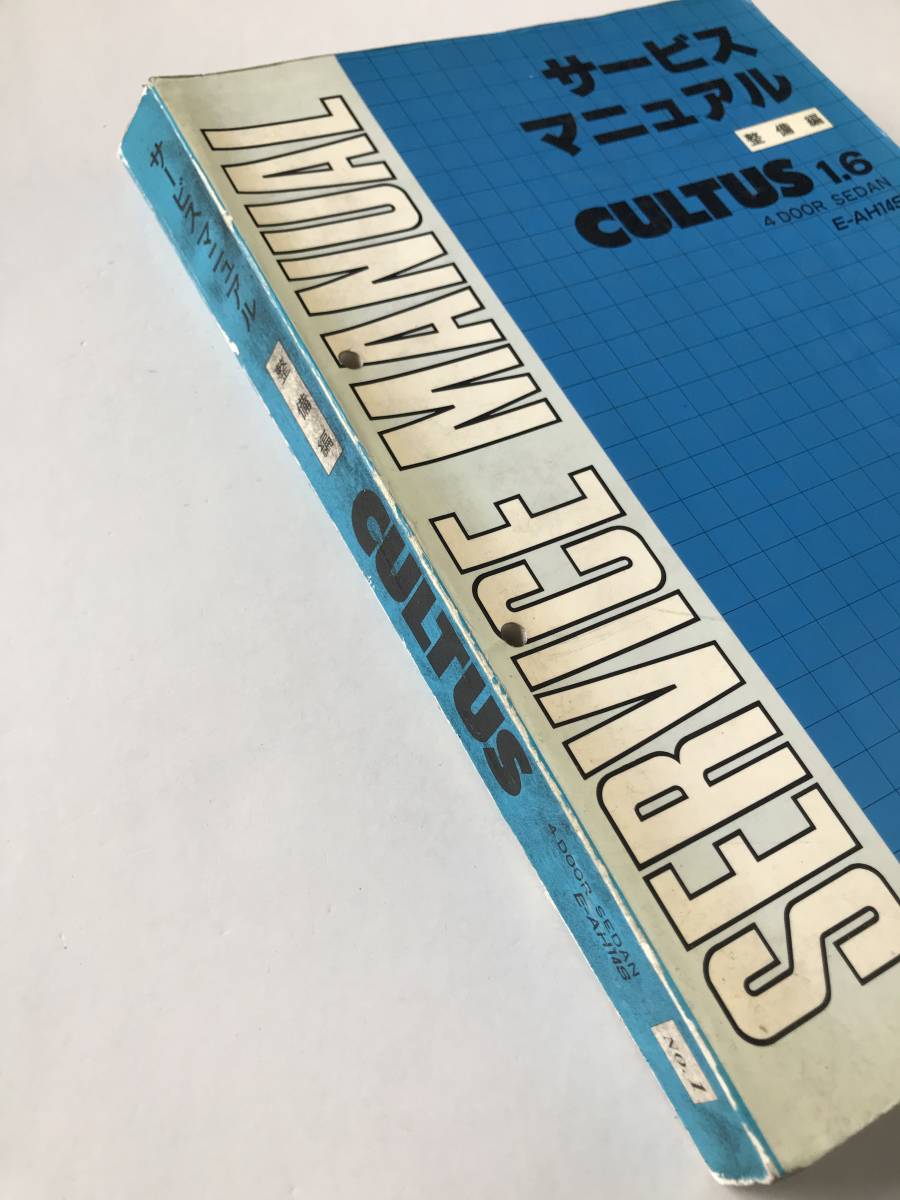 サービス
マニュアル
整備編
CULTUS 1.6
4 DOOR SEDAN
E-AH14S
SERVICE MANUAL
サービスマニュアル
整備編
CULTUS
4 DOOR SEDAN
E-AH14S
NO.1